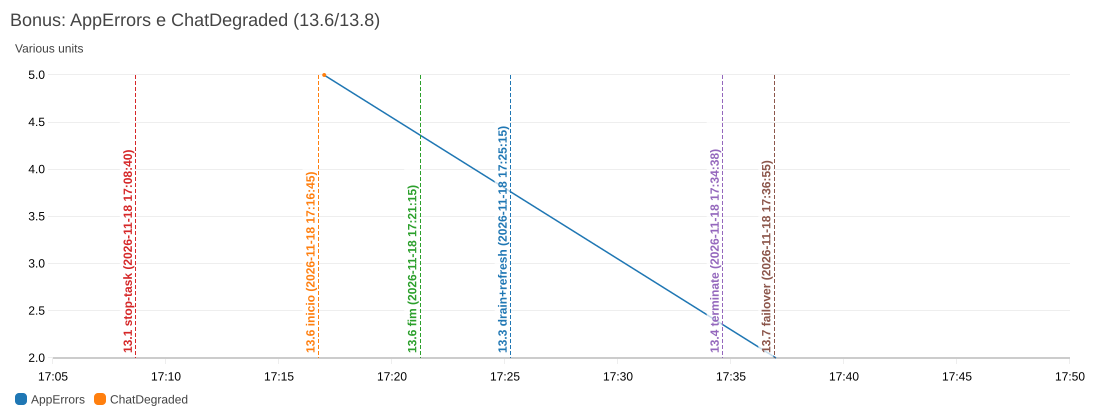 Bonus: AppErrors e ChatDegraded (13.6/13.8)
Various units
5.0
4.5
4.0
3.5
3.0
2.5
2.0
13.1 stop-task (2026-11-18 17:08:40)
13.6 inicio (2026-11-18 17:16:45)
13.6 fim (2026-11-18 17:21:15)
13.3 drain+refresh (2026-11-18 17:25:15)
13.4 terminate (2026-11-18 17:34:38)
13.7 failover (2026-11-18 17:36:55)
17:05 17:10 17:15 17:20 17:25 17:30 17:35 17:40 17:45 17:50
AppErrors ChatDegraded